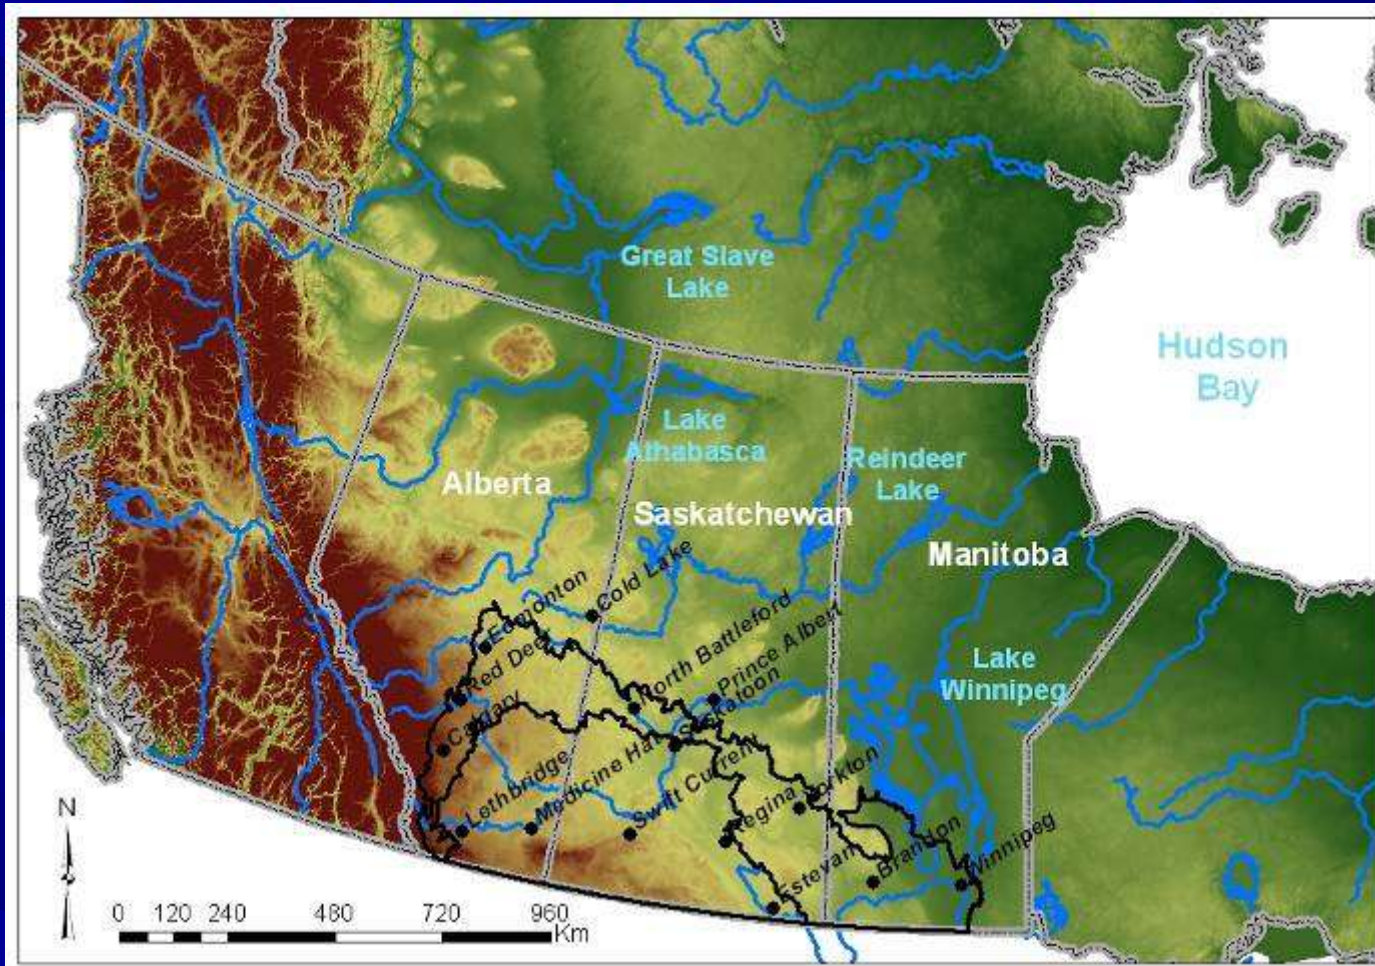 Great Slave
Lake
Hudson
Bay
Lake
Athabasca
Reindeer
Lake
Alberta
Saskatchewan
Manitoba
Cold Lake
Edmonton
North Battleford
Prince Albert
Lake
Winnipeg
Red Deer
Saskatoon
Calgary
Medicine Hat
Swift Current
Yorkton
Lethbridge
Regina
Estevan
Brandon
Winnipeg
N
0 120 240 480 720 960
Km